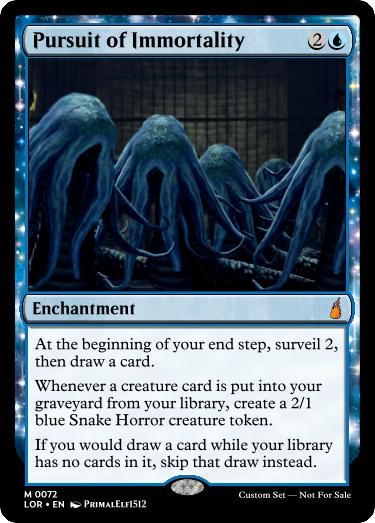 Pursuit of Immortality 2
Enchantment
At the beginning of your end step, surveil 2,
then draw a card.
Whenever a creature card is put into your
graveyard from your library, create a 2/1
blue Snake Horror creature token.
If you would draw a card while your library
has no cards in it, skip that draw instead.
M 0072
LOR • EN PrimalElf1512
Custom Set — Not For Sale